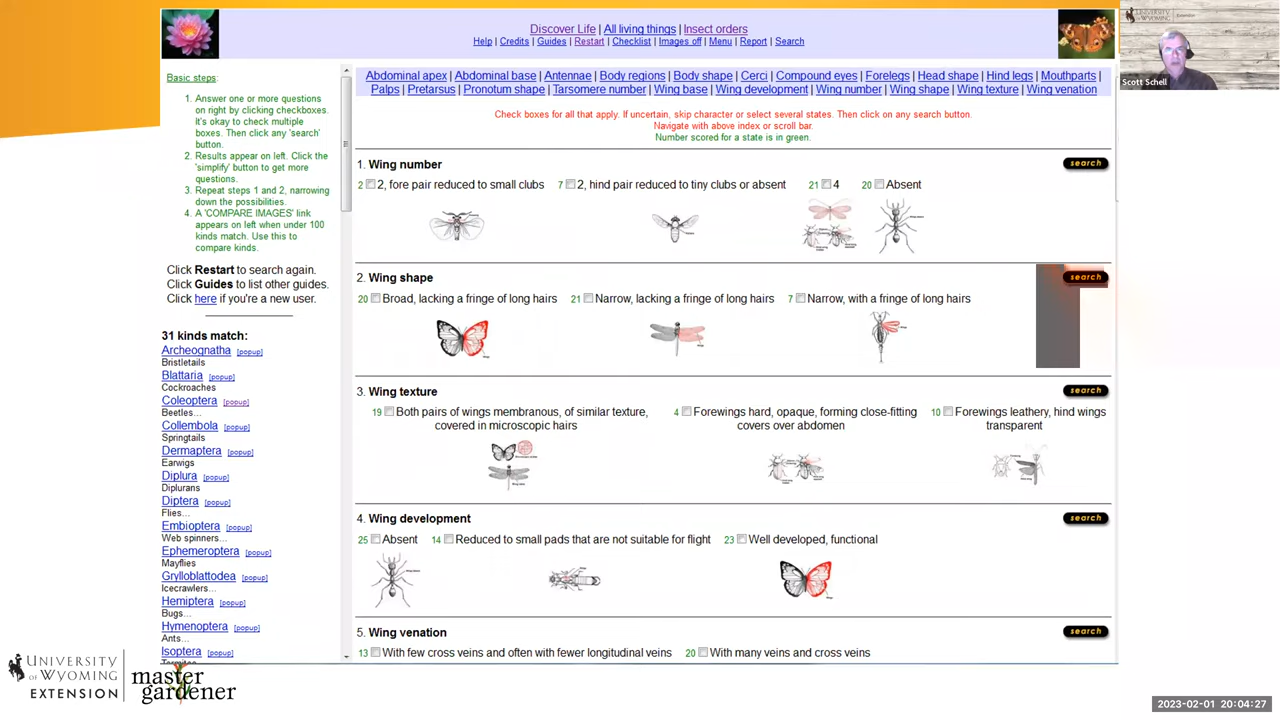 Discover Life | All living things | Insect orders
Help | Credits | Guides | Restart | Checklist | Images off | Menu | Report | Search
UNIVERSITY
OF WYOMING
Extension
Scott Schell
Basic steps:
1. Answer one or more questions
on right by clicking checkboxes.
It's okay to check multiple
boxes. Then click any 'search'
button.
2. Results appear on left. Click the
'simplify' button to get more
questions.
3. Repeat steps 1 and 2, narrowing
down the possibilities.
4. A 'COMPARE IMAGES' link
appears on left when under 100
kinds match. Use this to
compare kinds.
Click Restart to search again.
Click Guides to list other guides.
Click here if you're a new user.
31 kinds match:
Archeognatha [popup]
Bristletails
Blattaria [popup]
Cockroaches
Coleoptera [popup]
Beetles...
Collembola [popup]
Springtails
Dermaptera [popup]
Earwigs
Diplura [popup]
Diplurans
Diptera [popup]
Flies...
Embioptera [popup]
Web spinners...
Ephemeroptera [popup]
Mayflies
Grylloblattodea [popup]
Icecrawlers...
Hemiptera [popup]
Bugs...
Hymenoptera [popup]
Ants...
Isoptera [popup]
Termites
Abdominal apex | Abdominal base | Antennae | Body regions | Body shape | Cerci | Compound eyes | Forelegs | Head shape | Hind legs | Mouthparts |
Palps | Pretarsus | Pronotum shape | Tarsomere number | Wing base | Wing development | Wing number | Wing shape | Wing texture | Wing venation
Check boxes for all that apply. If uncertain, skip character or select several states. Then click on any search button.
Navigate with above index or scroll bar.
Number scored for a state is in green.
1. Wing number
search
2 2, fore pair reduced to small clubs 7 2, hind pair reduced to tiny clubs or absent 21 4 20 Absent
2. Wing shape
search
20 Broad, lacking a fringe of long hairs 21 Narrow, lacking a fringe of long hairs 7 Narrow, with a fringe of long hairs
3. Wing texture
search
19 Both pairs of wings membranous, of similar texture,
covered in microscopic hairs
4 Forewings hard, opaque, forming close-fitting
covers over abdomen
10 Forewings leathery, hind wings
transparent
4. Wing development
search
25 Absent 14 Reduced to small pads that are not suitable for flight 23 Well developed, functional
5. Wing venation
search
13 With few cross veins and often with fewer longitudinal veins 20 With many veins and cross veins
UNIVERSITY
OF WYOMING
EXTENSION
master
gardener
2023-02-01 20:04:27